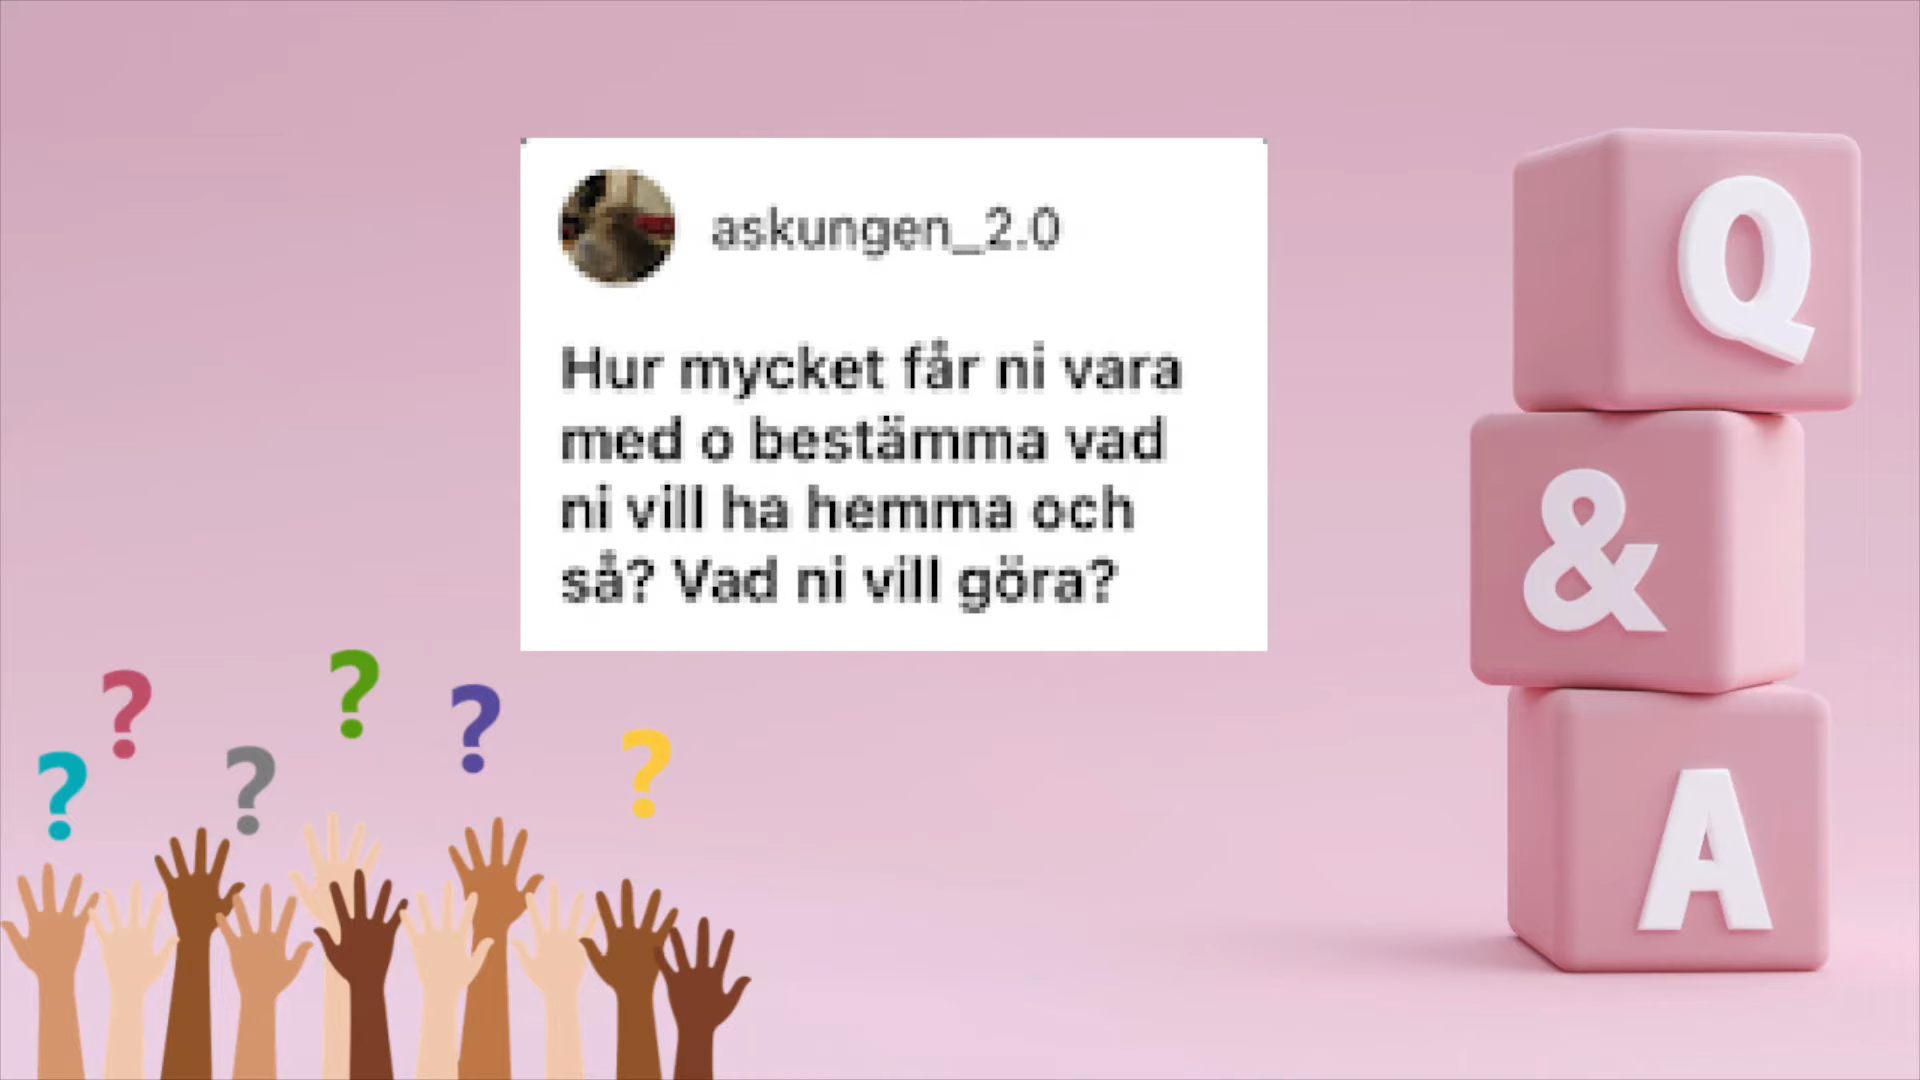 askungen_2.0
Hur mycket får ni vara
med o bestämma vad
ni vill ha hemma och
så? Vad ni vill göra?
Q
&
A
? ? ? ? ? ?